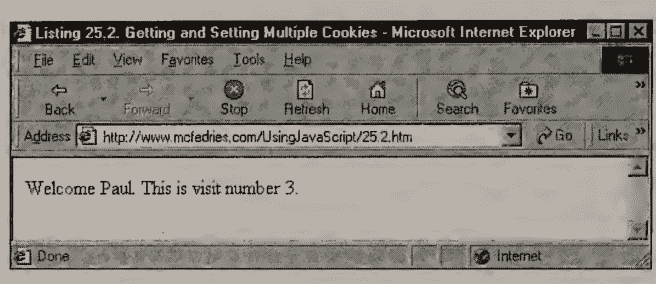 Listing 25.2. Getting and Setting Multiple Cookies - Microsoft Internet Explorer
File Edit View Favorites Tools Help
Back Forward Stop Refresh Home Search Favorites »
Address http://www.mcfedries.com/UsingJavaScript/25.2.htm Go Links »
Welcome Paul. This is visit number 3.
Done Internet